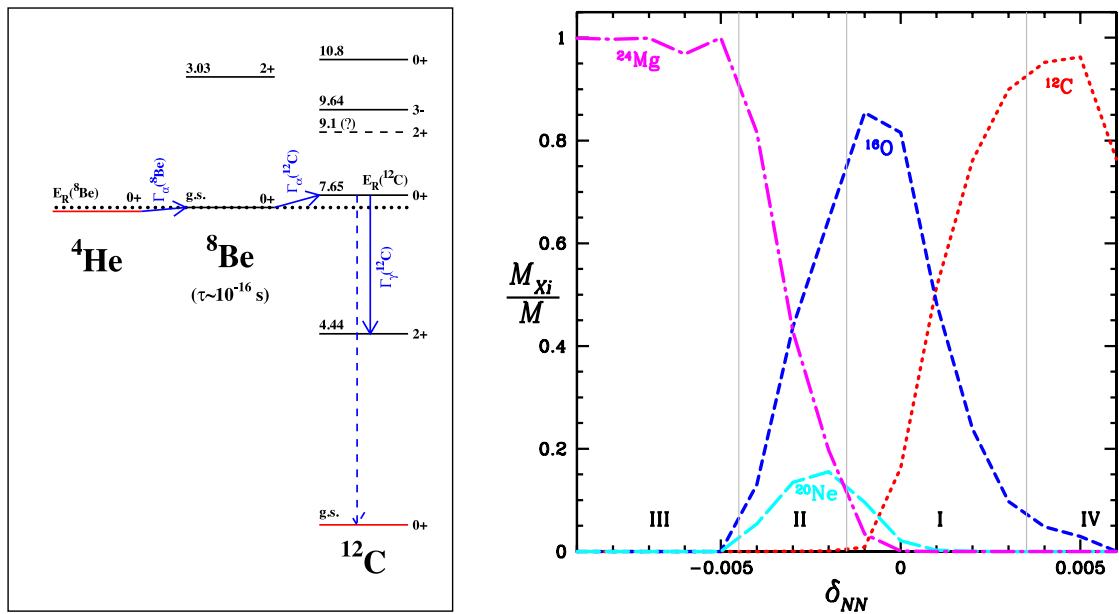 10.8 0+
3.03 2+
9.64 3-
9.1 (?) 2+
Γα(⁸Be)
Γα(¹²C)
E_R(⁸Be) 0+
g.s. 0+
7.65 E_R(¹²C) 0+
⁴He
⁸Be
(τ~10⁻¹⁶ s)
Γγ(¹²C)
4.44 2+
g.s. 0+
¹²C
M_Xi
M
1
0.8
0.6
0.4
0.2
0
²⁴Mg
¹²C
¹⁶O
²⁰Ne
III II I IV
−0.005 0 0.005
δ_NN